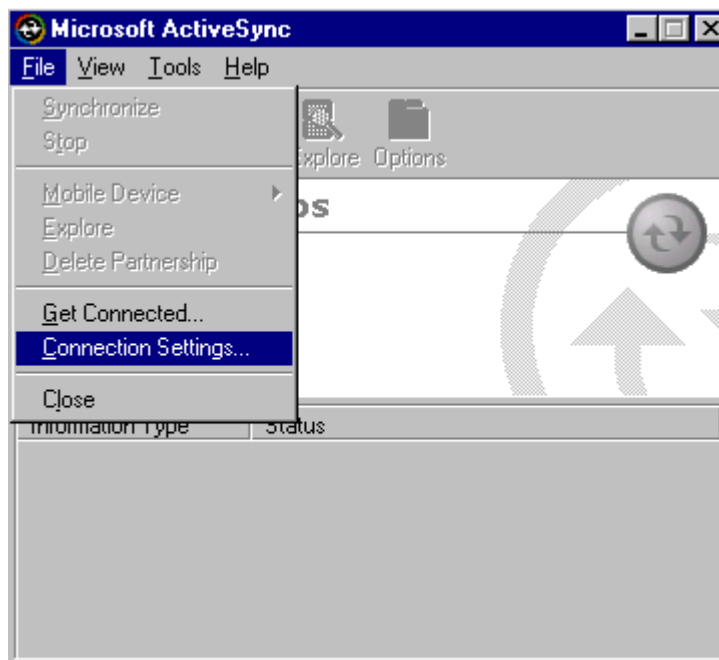 Microsoft ActiveSync
File View Tools Help
Synchronize
Stop
Explore Options
Mobile Device
Explore
Delete Partnership
Get Connected...
Connection Settings...
Close
Information Type Status